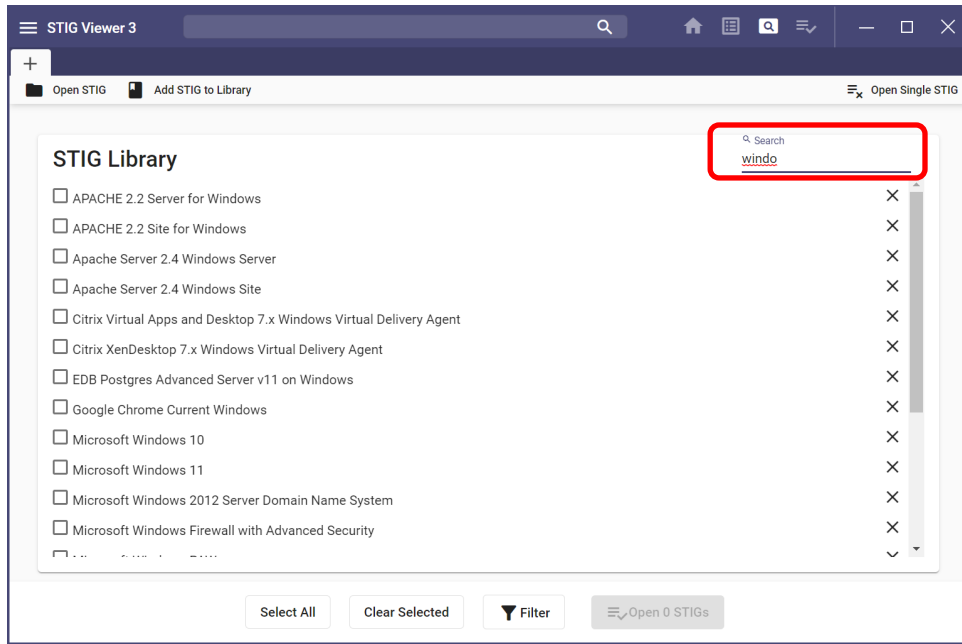 STIG Viewer 3
Open STIG Add STIG to Library Open Single STIG
Search
STIG Library windo
APACHE 2.2 Server for Windows
APACHE 2.2 Site for Windows
Apache Server 2.4 Windows Server
Apache Server 2.4 Windows Site
Citrix Virtual Apps and Desktop 7.x Windows Virtual Delivery Agent
Citrix XenDesktop 7.x Windows Virtual Delivery Agent
EDB Postgres Advanced Server v11 on Windows
Google Chrome Current Windows
Microsoft Windows 10
Microsoft Windows 11
Microsoft Windows 2012 Server Domain Name System
Microsoft Windows Firewall with Advanced Security
Select All Clear Selected Filter Open 0 STIGs